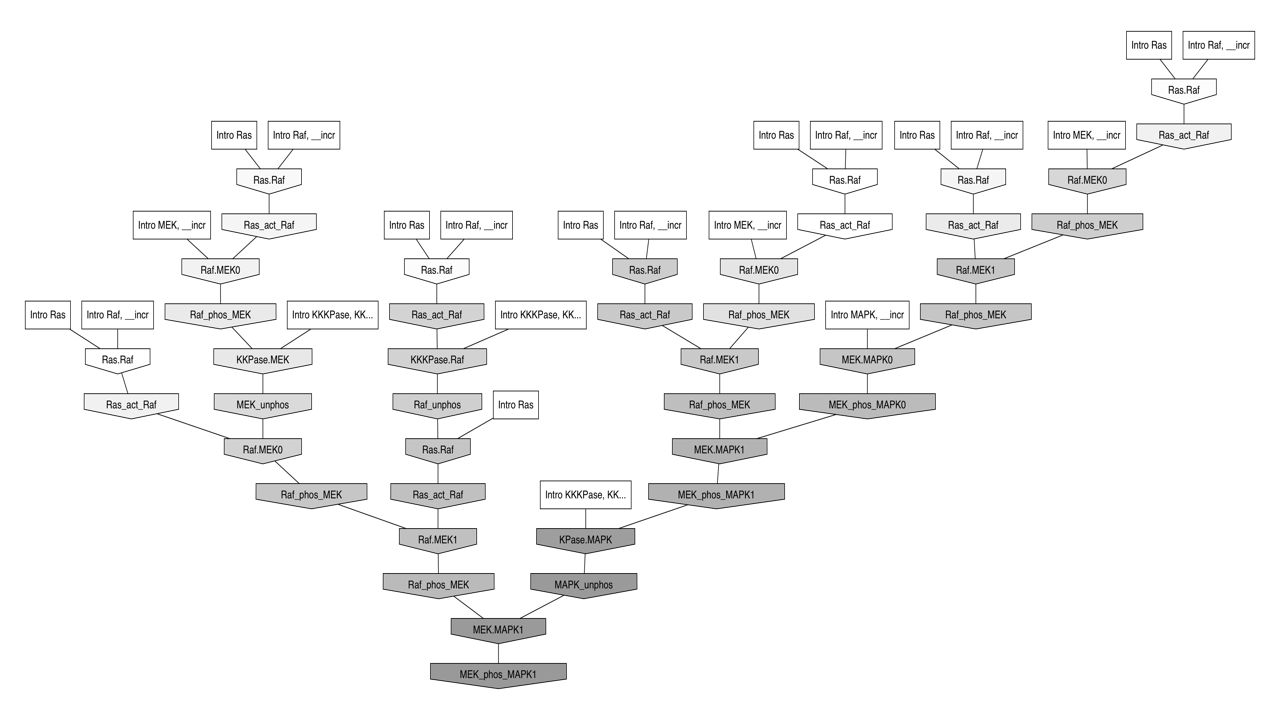 Intro Ras
Intro Raf, __incr
Ras.Raf
Intro Ras
Intro Raf, __incr
Intro Ras
Intro Raf, __incr
Intro Ras
Intro Raf, __incr
Intro MEK, __incr
Ras_act_Raf
Ras.Raf
Ras.Raf
Ras.Raf
Raf.MEK0
Intro MEK, __incr
Ras_act_Raf
Intro Ras
Intro Raf, __incr
Intro Ras
Intro Raf, __incr
Intro MEK, __incr
Ras_act_Raf
Ras_act_Raf
Raf_phos_MEK
Raf.MEK0
Ras.Raf
Ras.Raf
Raf.MEK0
Raf.MEK1
Intro Ras
Intro Raf, __incr
Raf_phos_MEK
Intro KKKPase, KK...
Ras_act_Raf
Intro KKKPase, KK...
Ras_act_Raf
Raf_phos_MEK
Intro MAPK, __incr
Raf_phos_MEK
Ras.Raf
KKPase.MEK
KKKPase.Raf
Raf.MEK1
MEK.MAPK0
Ras_act_Raf
MEK_unphos
Raf_unphos
Intro Ras
Raf_phos_MEK
MEK_phos_MAPK0
Raf.MEK0
Ras.Raf
MEK.MAPK1
Raf_phos_MEK
Ras_act_Raf
Intro KKKPase, KK...
MEK_phos_MAPK1
Raf.MEK1
KPase.MAPK
Raf_phos_MEK
MAPK_unphos
MEK.MAPK1
MEK_phos_MAPK1